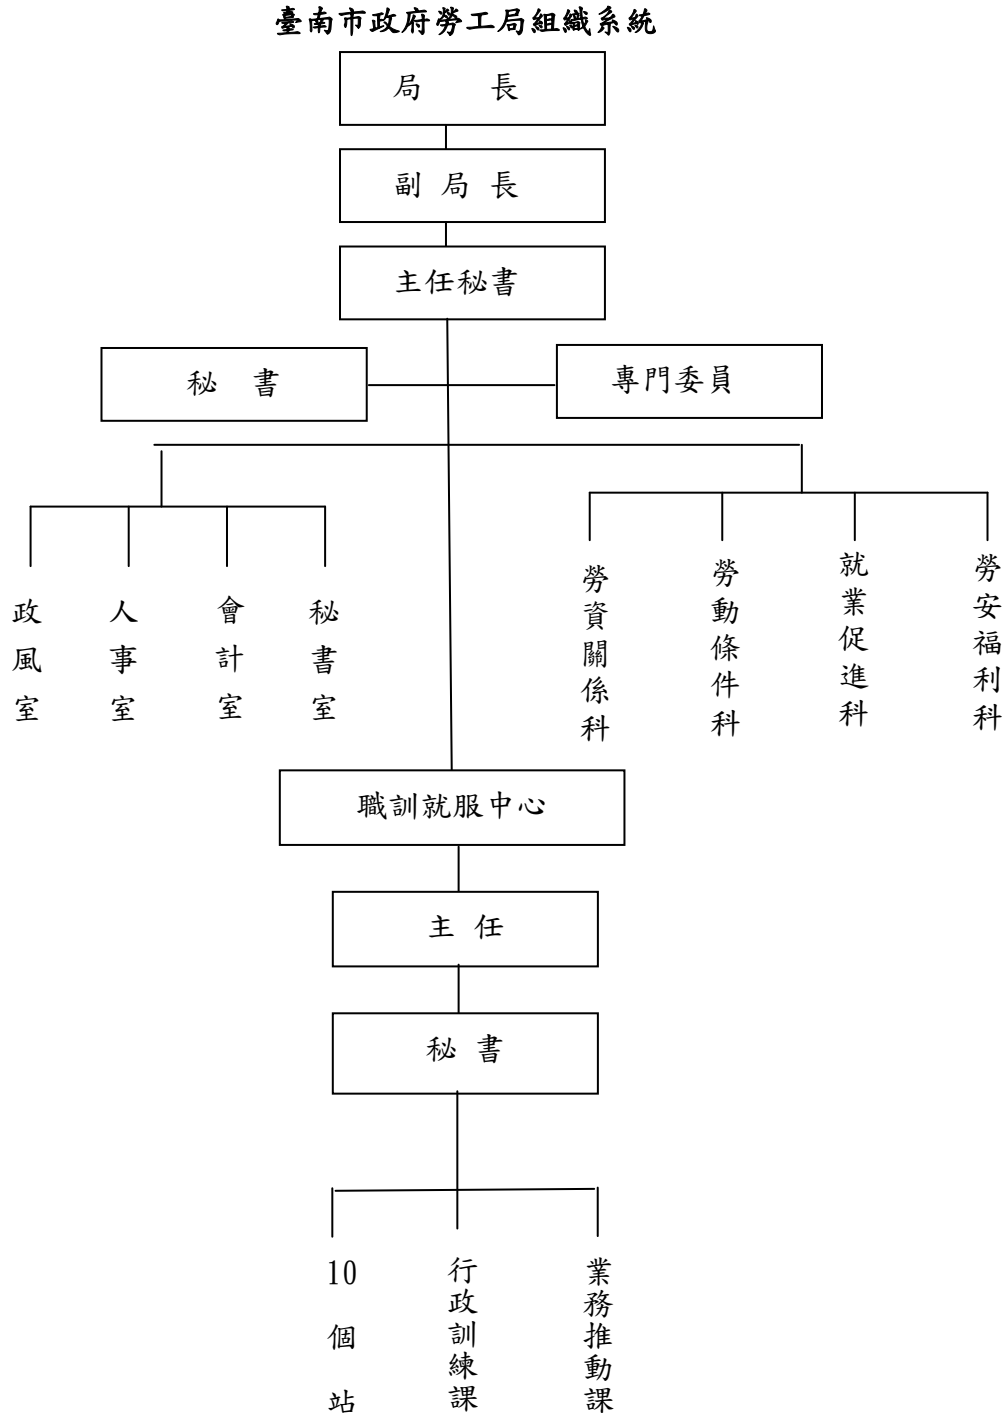 臺南市政府勞工局組織系統
局 長
副 局 長
主任秘書
秘 書
專門委員
政風室
人事室
會計室
秘書室
勞資關係科
勞動條件科
就業促進科
勞安福利科
職訓就服中心
主 任
秘 書
10個站
行政訓練課
業務推動課